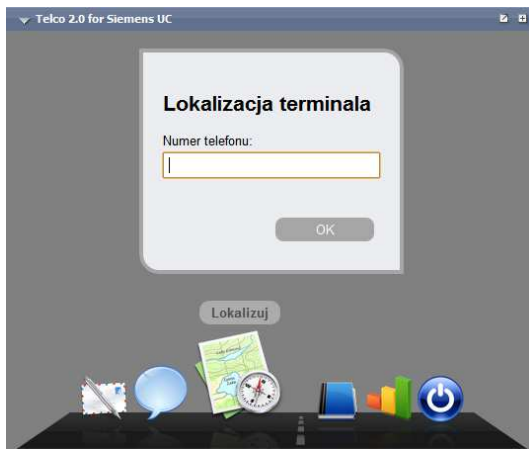 Telco 2.0 for Siemens UC
Lokalizacja terminala
Numer telefonu:
OK
Lokalizuj